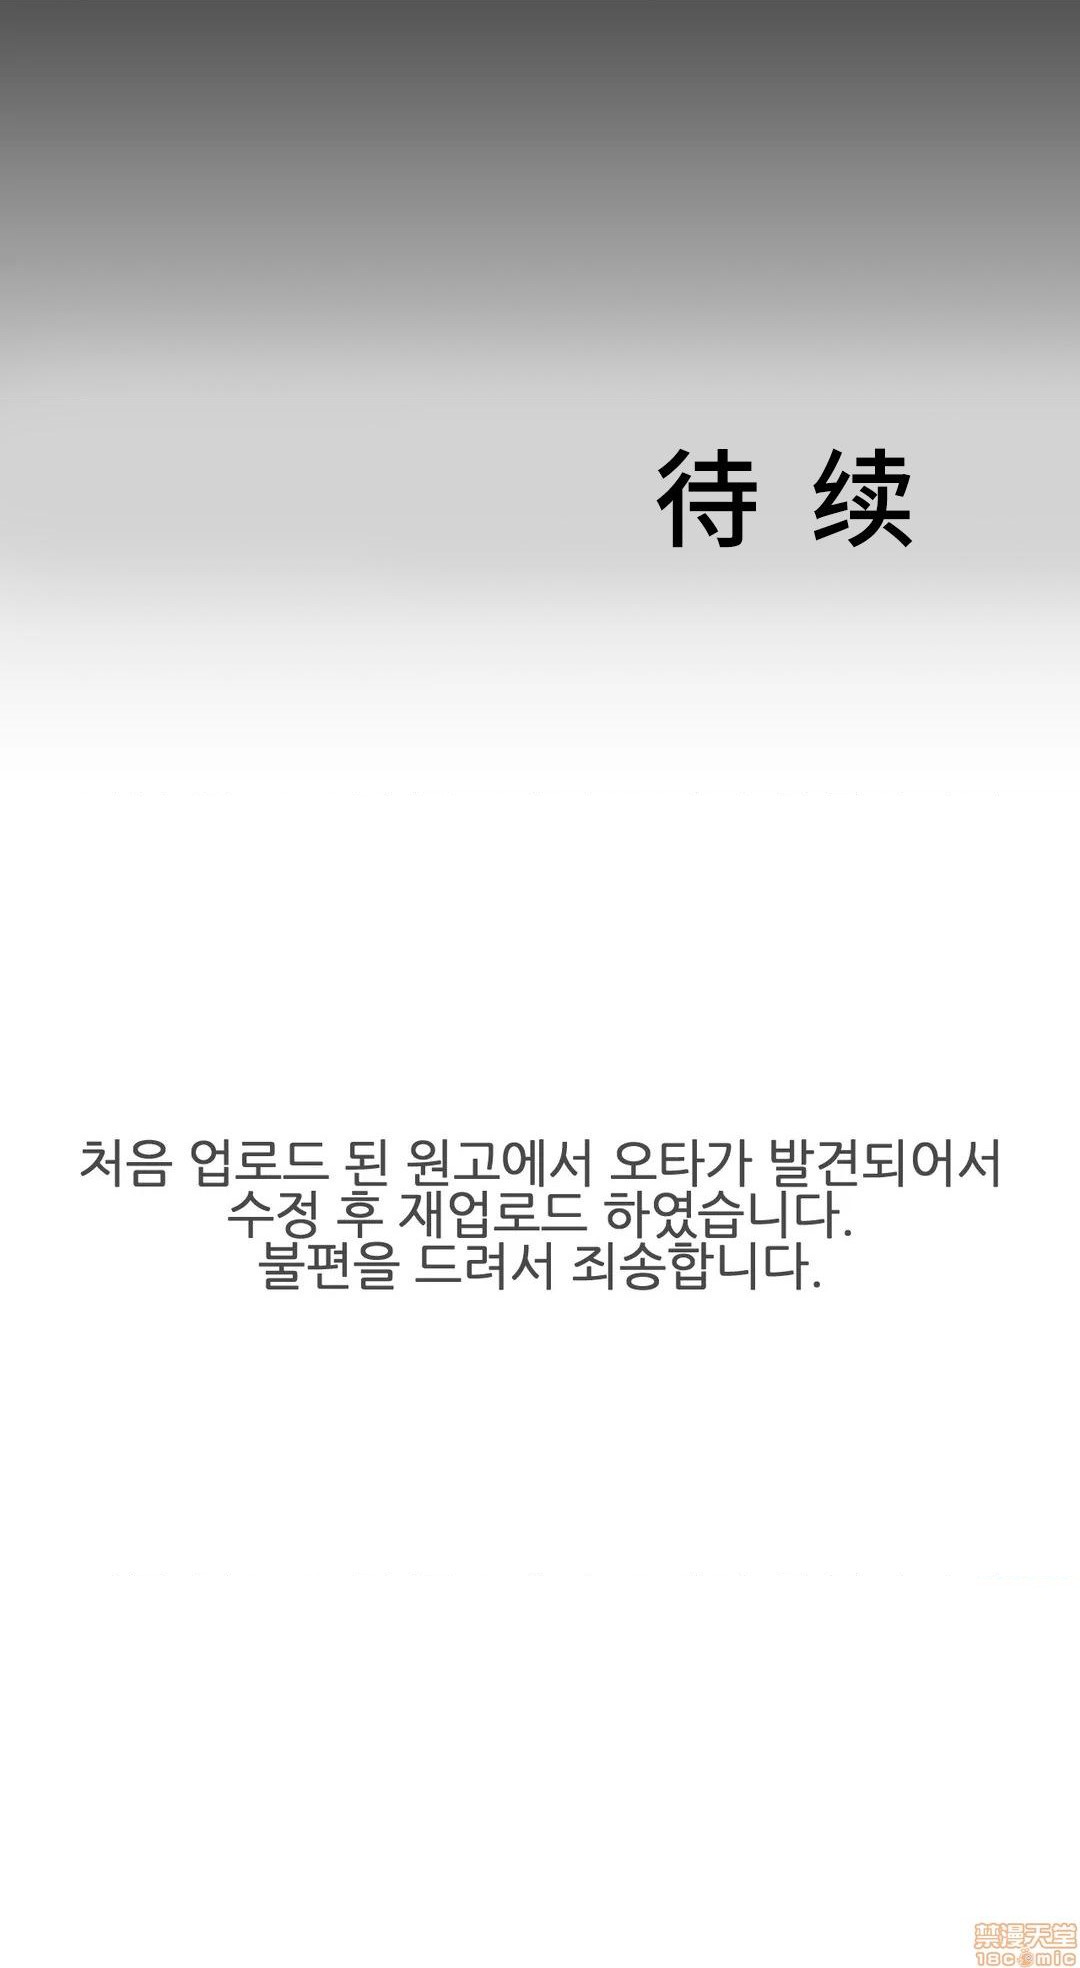 待 续
처음 업로드 된 원고에서 오타가 발견되어서
수정 후 재업로드 하였습니다.
불편을 드려서 죄송합니다.
禁漫天堂
18comic